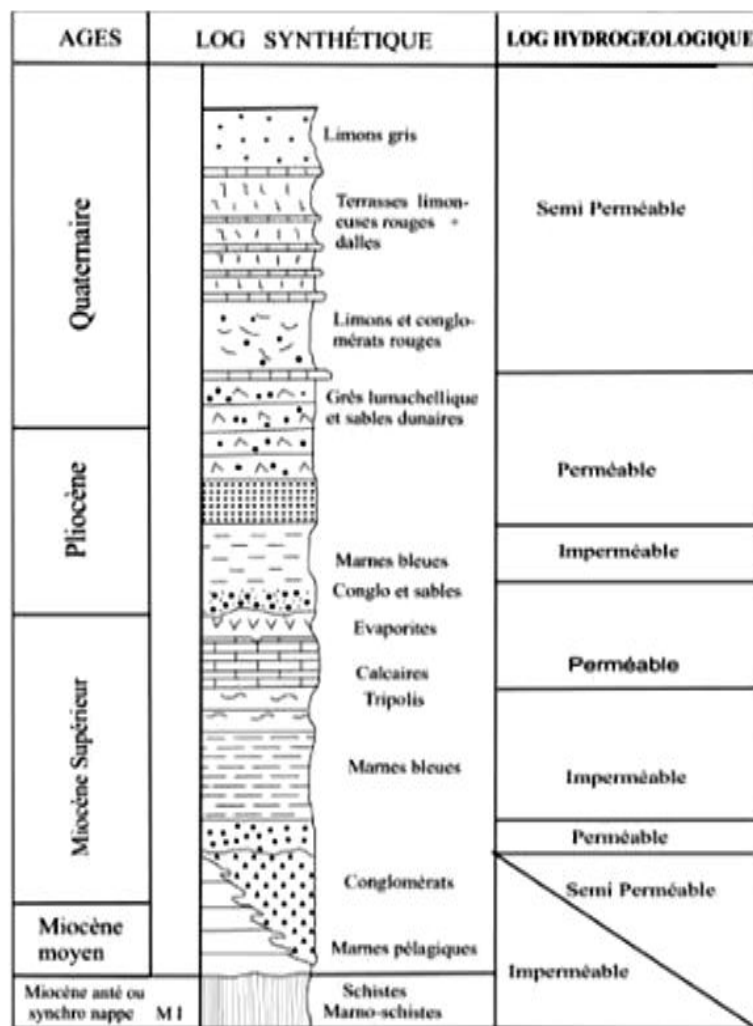 AGES
LOG SYNTHÉTIQUE
LOG HYDROGEOLOGIQUE
Quaternaire
Limons gris
Terrasses limon-
euses rouges +
dalles
Semi Perméable
Limons et conglo-
mérats rouges
Grès lumachellique
et sables dunaires
Pliocène
Perméable
Marnes bleues
Imperméable
Conglo et sables
Miocène Supérieur
Evaporites
Calcaires
Perméable
Tripolis
Marnes bleues
Imperméable
Perméable
Conglomérats
Semi Perméable
Miocène
moyen
Marnes pélagiques
Imperméable
Miocène anté ou
synchro nappe M I
Schistes
Marno-schistes